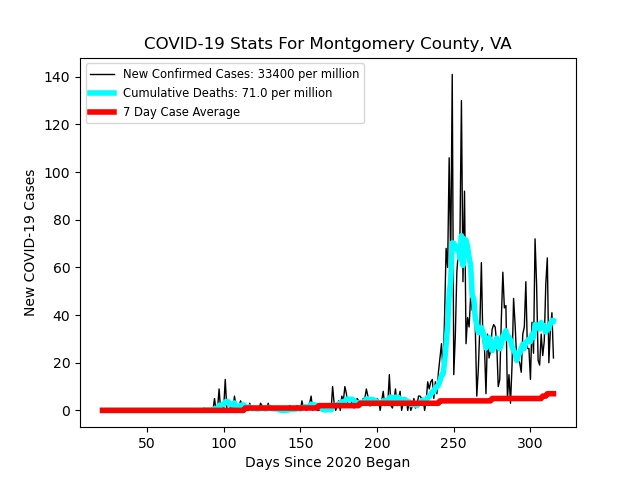 COVID-19 Stats For Montgomery County, VA
New Confirmed Cases: 33400 per million
Cumulative Deaths: 71.0 per million
7 Day Case Average
140
120
100
80
60
40
20
0
New COVID-19 Cases
50 100 150 200 250 300
Days Since 2020 Began